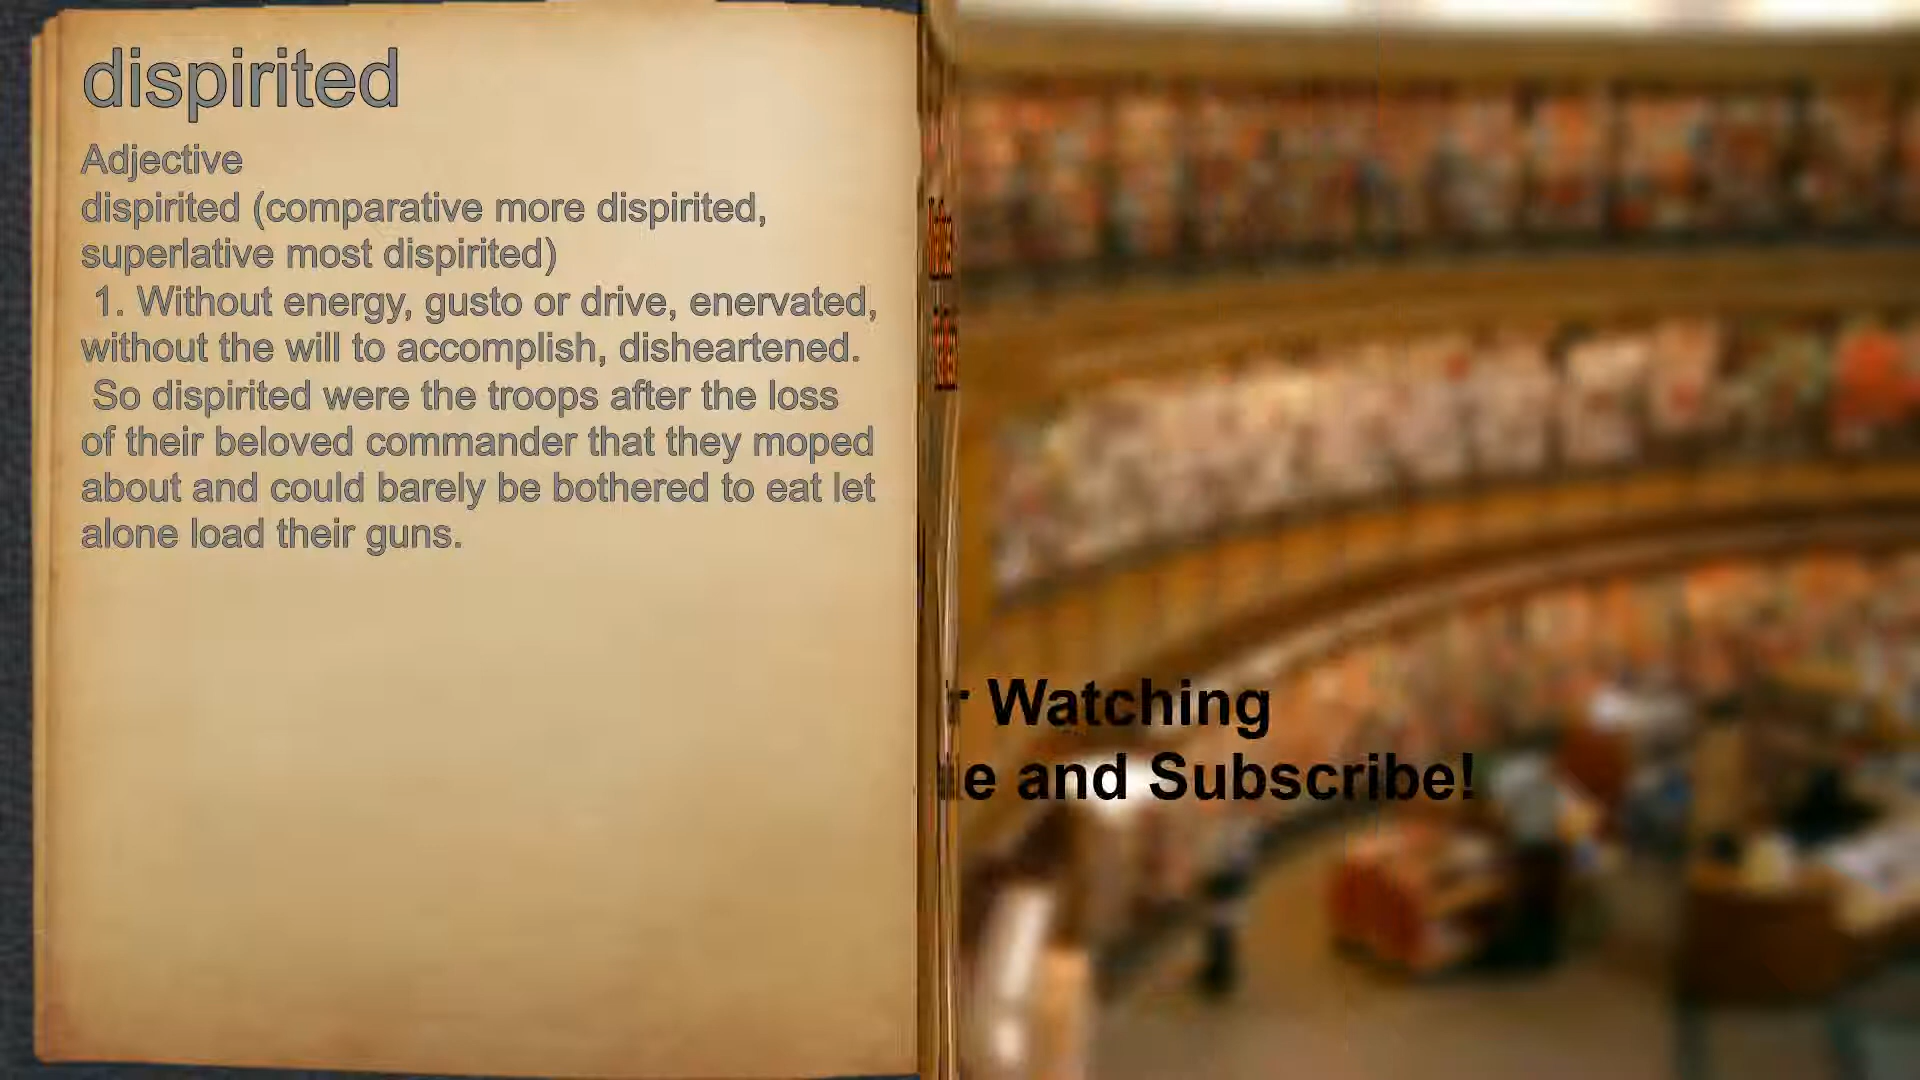 dispirited
Adjective
dispirited (comparative more dispirited,
superlative most dispirited)
1. Without energy, gusto or drive, enervated,
without the will to accomplish, disheartened.
So dispirited were the troops after the loss
of their beloved commander that they moped
about and could barely be bothered to eat let
alone load their guns.
Watching
and Subscribe!